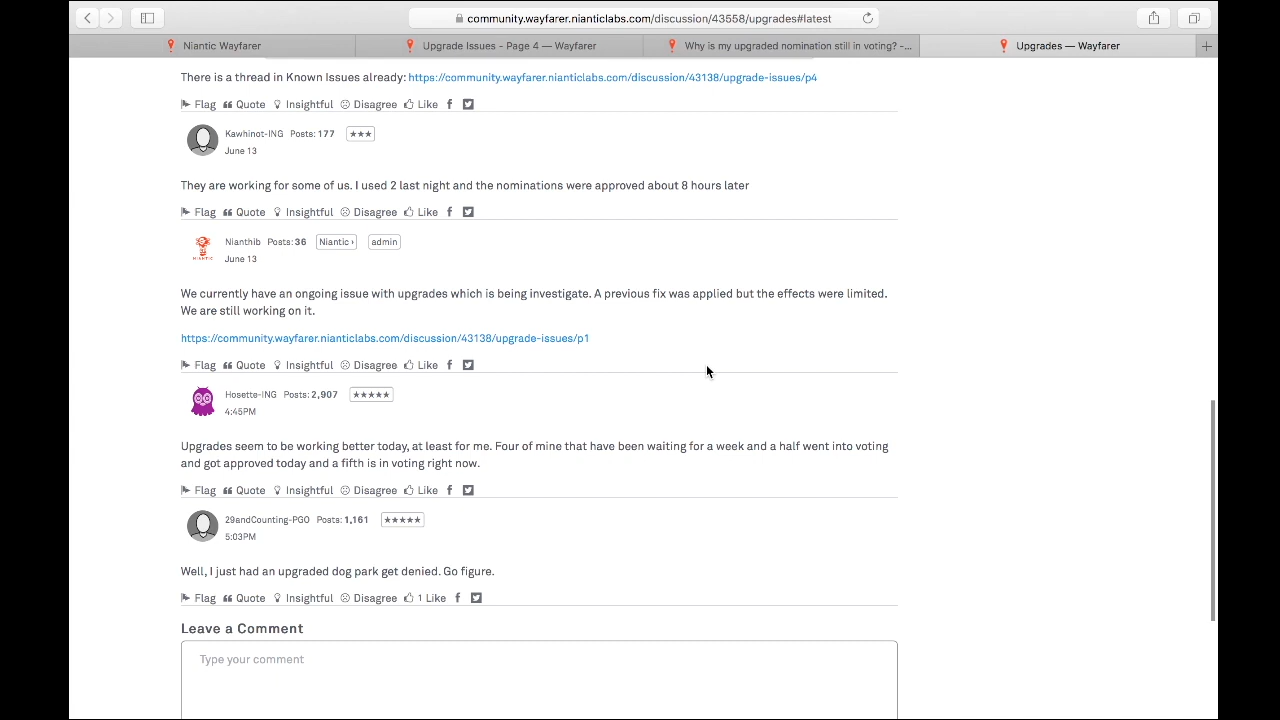 community.wayfarer.nianticlabs.com/discussion/43558/upgrades#latest
Niantic Wayfarer
Upgrade Issues - Page 4 — Wayfarer
Why is my upgraded nomination still in voting? -...
Upgrades — Wayfarer
There is a thread in Known Issues already: https://community.wayfarer.nianticlabs.com/discussion/43138/upgrade-issues/p4
Flag Quote Insightful Disagree Like
Kawhinot-ING Posts: 177 ★★★
June 13
They are working for some of us. I used 2 last night and the nominations were approved about 8 hours later
Flag Quote Insightful Disagree Like
Nianthib Posts: 36 Niantic › admin
June 13
NIANTIC
We currently have an ongoing issue with upgrades which is being investigate. A previous fix was applied but the effects were limited.
We are still working on it.
https://community.wayfarer.nianticlabs.com/discussion/43138/upgrade-issues/p1
Flag Quote Insightful Disagree Like
Hosette-ING Posts: 2,907 ★★★★★
4:45PM
Upgrades seem to be working better today, at least for me. Four of mine that have been waiting for a week and a half went into voting
and got approved today and a fifth is in voting right now.
Flag Quote Insightful Disagree Like
29andCounting-PGO Posts: 1,161 ★★★★★
5:03PM
Well, I just had an upgraded dog park get denied. Go figure.
Flag Quote Insightful Disagree 1 Like
Leave a Comment
Type your comment